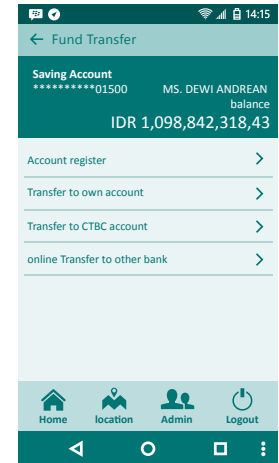 14:15
Fund Transfer
Saving Account
**********01500 MS. DEWI ANDREAN
balance
IDR 1,098,842,318,43
Account register
Transfer to own account
Transfer to CTBC account
online Transfer to other bank
Home location Admin Logout